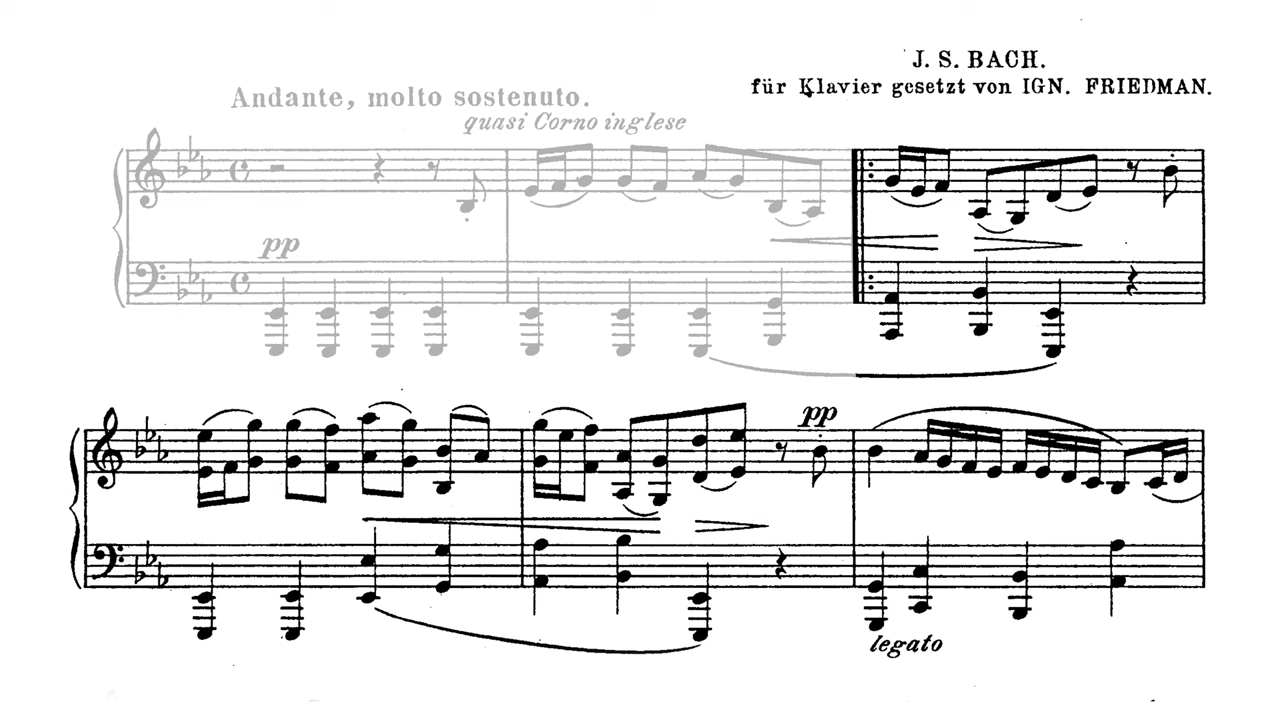 J. S. BACH.
für Klavier gesetzt von IGN. FRIEDMAN.
Andante, molto sostenuto.
quasi Corno inglese
pp
pp
legato